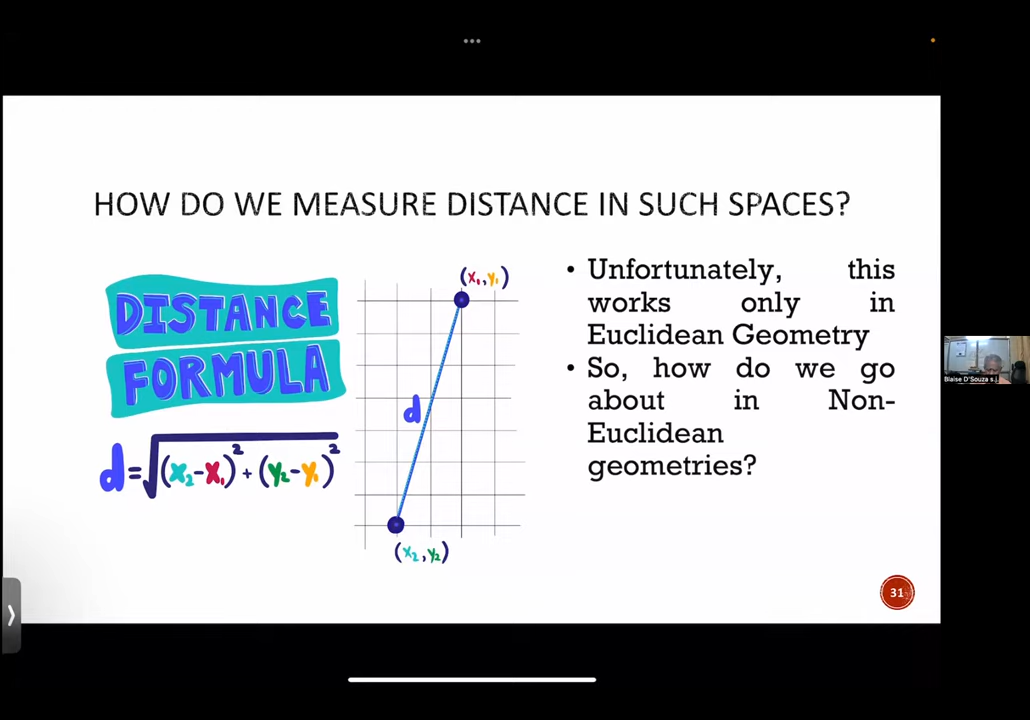 HOW DO WE MEASURE DISTANCE IN SUCH SPACES?
DISTANCE
FORMULA
d=√(x₂-x₁)²+(y₂-y₁)²
(x₁,y₁)
d
(x₂,y₂)
• Unfortunately, this
works only in
Euclidean Geometry
• So, how do we go
about in Non-
Euclidean
geometries?
31
Blaise D'Souza s.j.